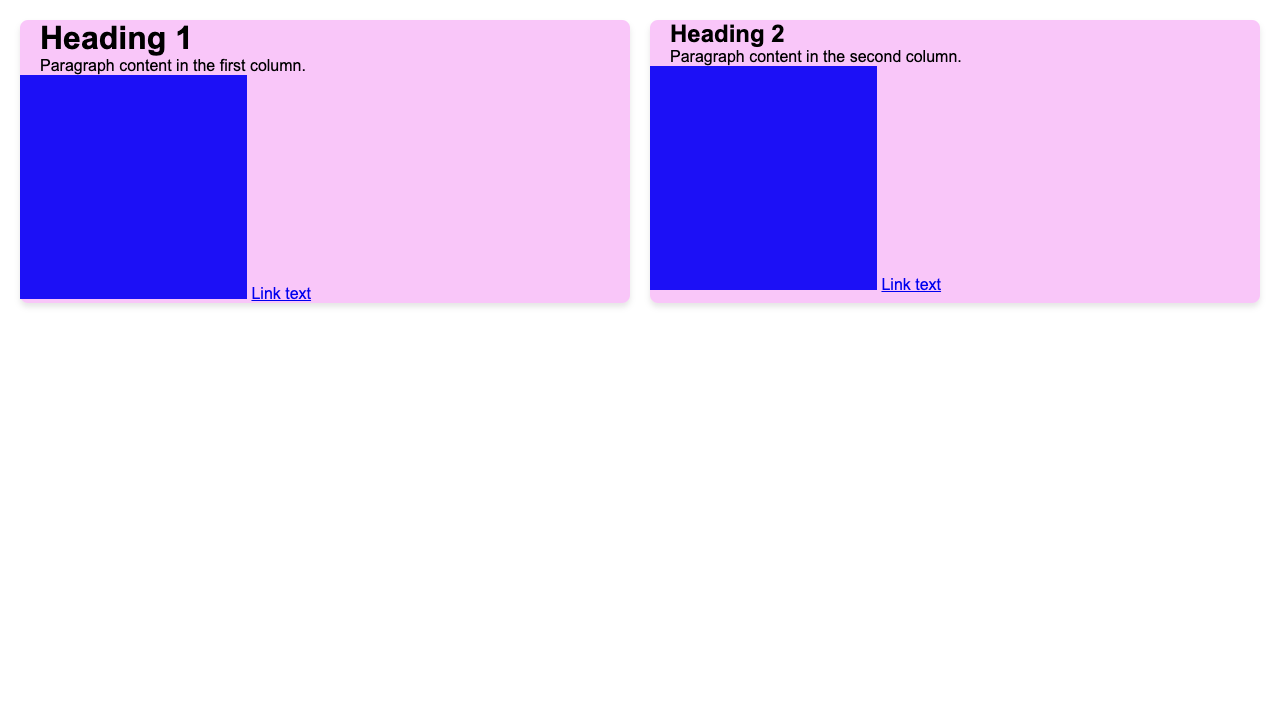 Heading 1
Paragraph content in the first column.
Link text
Heading 2
Paragraph content in the second column.
Link text